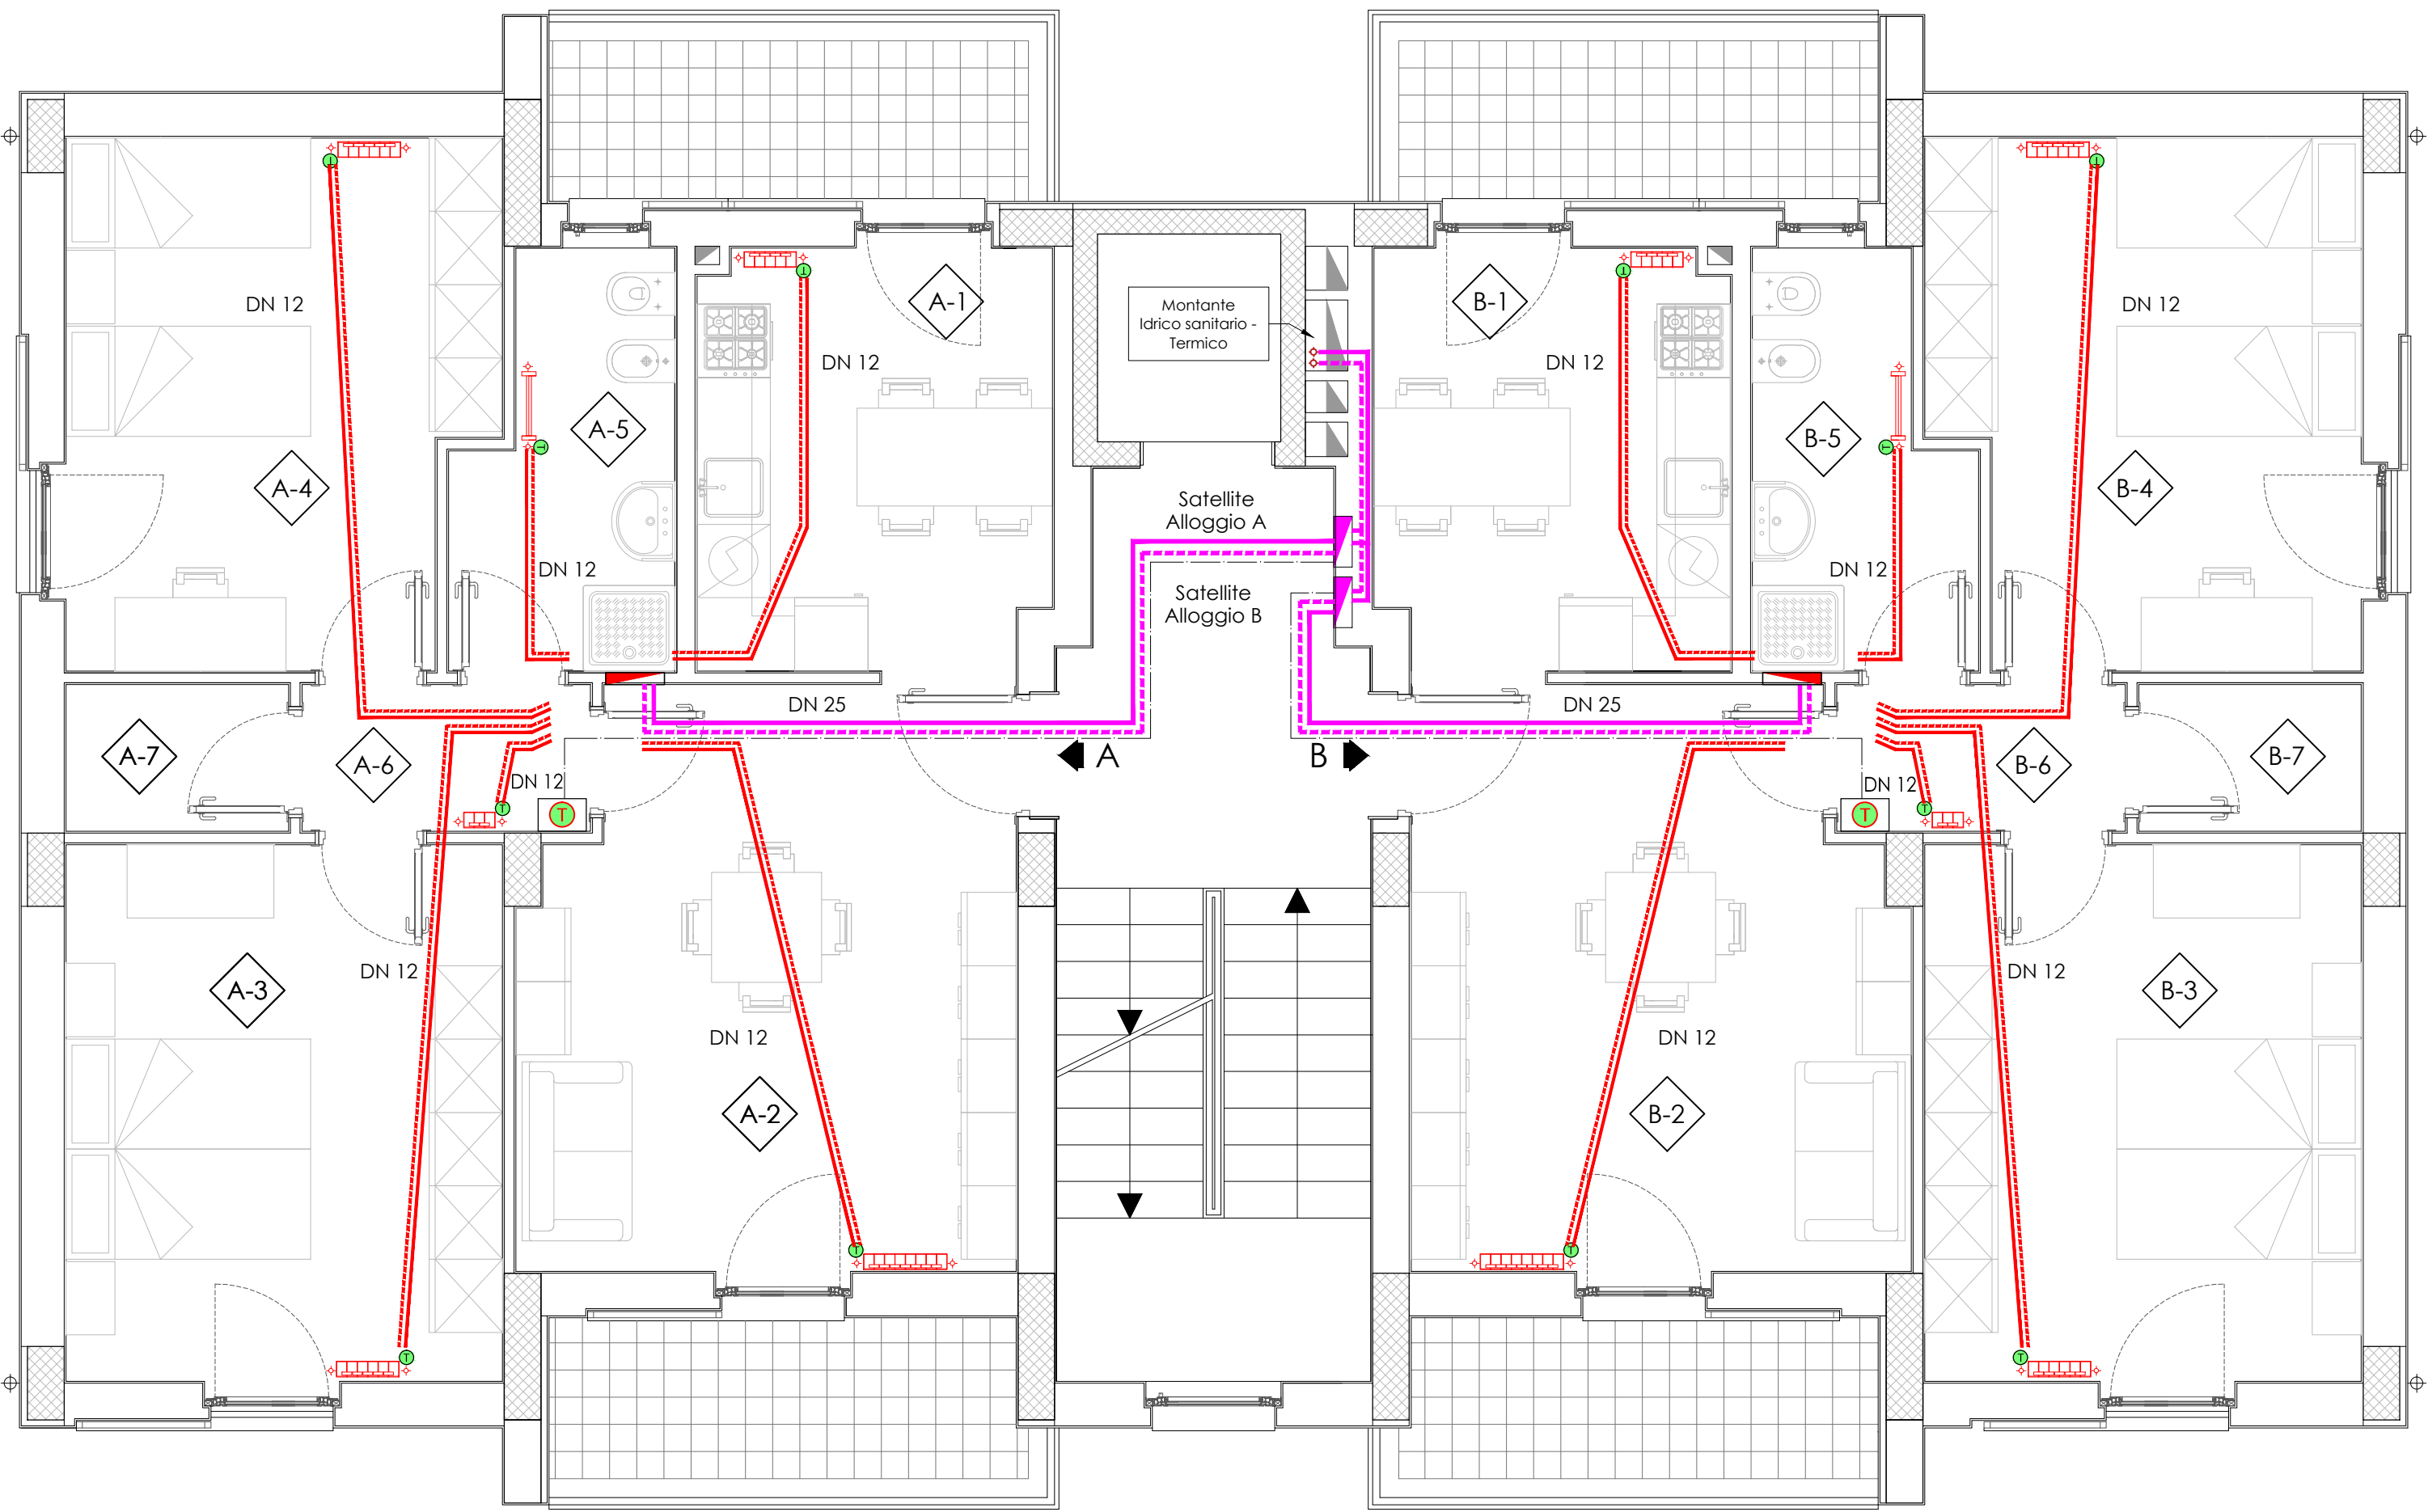 DN 12
A-1
Montante
Idrico sanitario -
Termico
B-1
DN 12
DN 12
DN 12
A-5
B-5
A-4
B-4
Satellite
Alloggio A
DN 12
DN 12
Satellite
Alloggio B
DN 25
DN 25
A-7
A-6
A
B
B-6
B-7
DN 12
DN 12
T
T
A-3
DN 12
DN 12
B-3
DN 12
DN 12
A-2
B-2
T
T
T
T
T
T
T
T
T
T
T
T